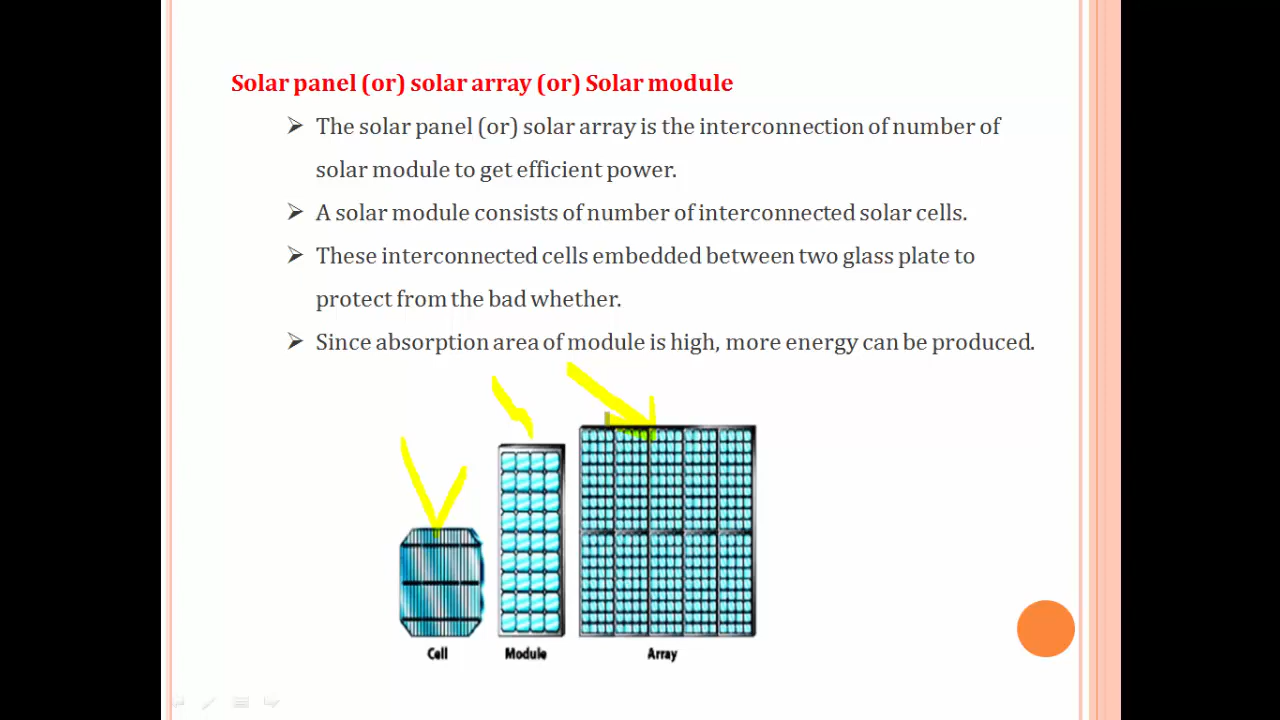 Solar panel (or) solar array (or) Solar module
The solar panel (or) solar array is the interconnection of number of
solar module to get efficient power.
A solar module consists of number of interconnected solar cells.
These interconnected cells embedded between two glass plate to
protect from the bad whether.
Since absorption area of module is high, more energy can be produced.
Cell Module Array